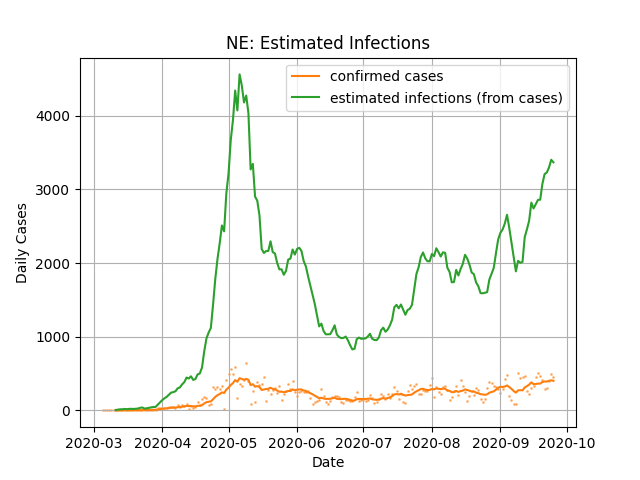 NE: Estimated Infections
confirmed cases
estimated infections (from cases)
Daily Cases
4000
3000
2000
1000
0
2020-03 2020-04 2020-05 2020-06 2020-07 2020-08 2020-09 2020-10
Date